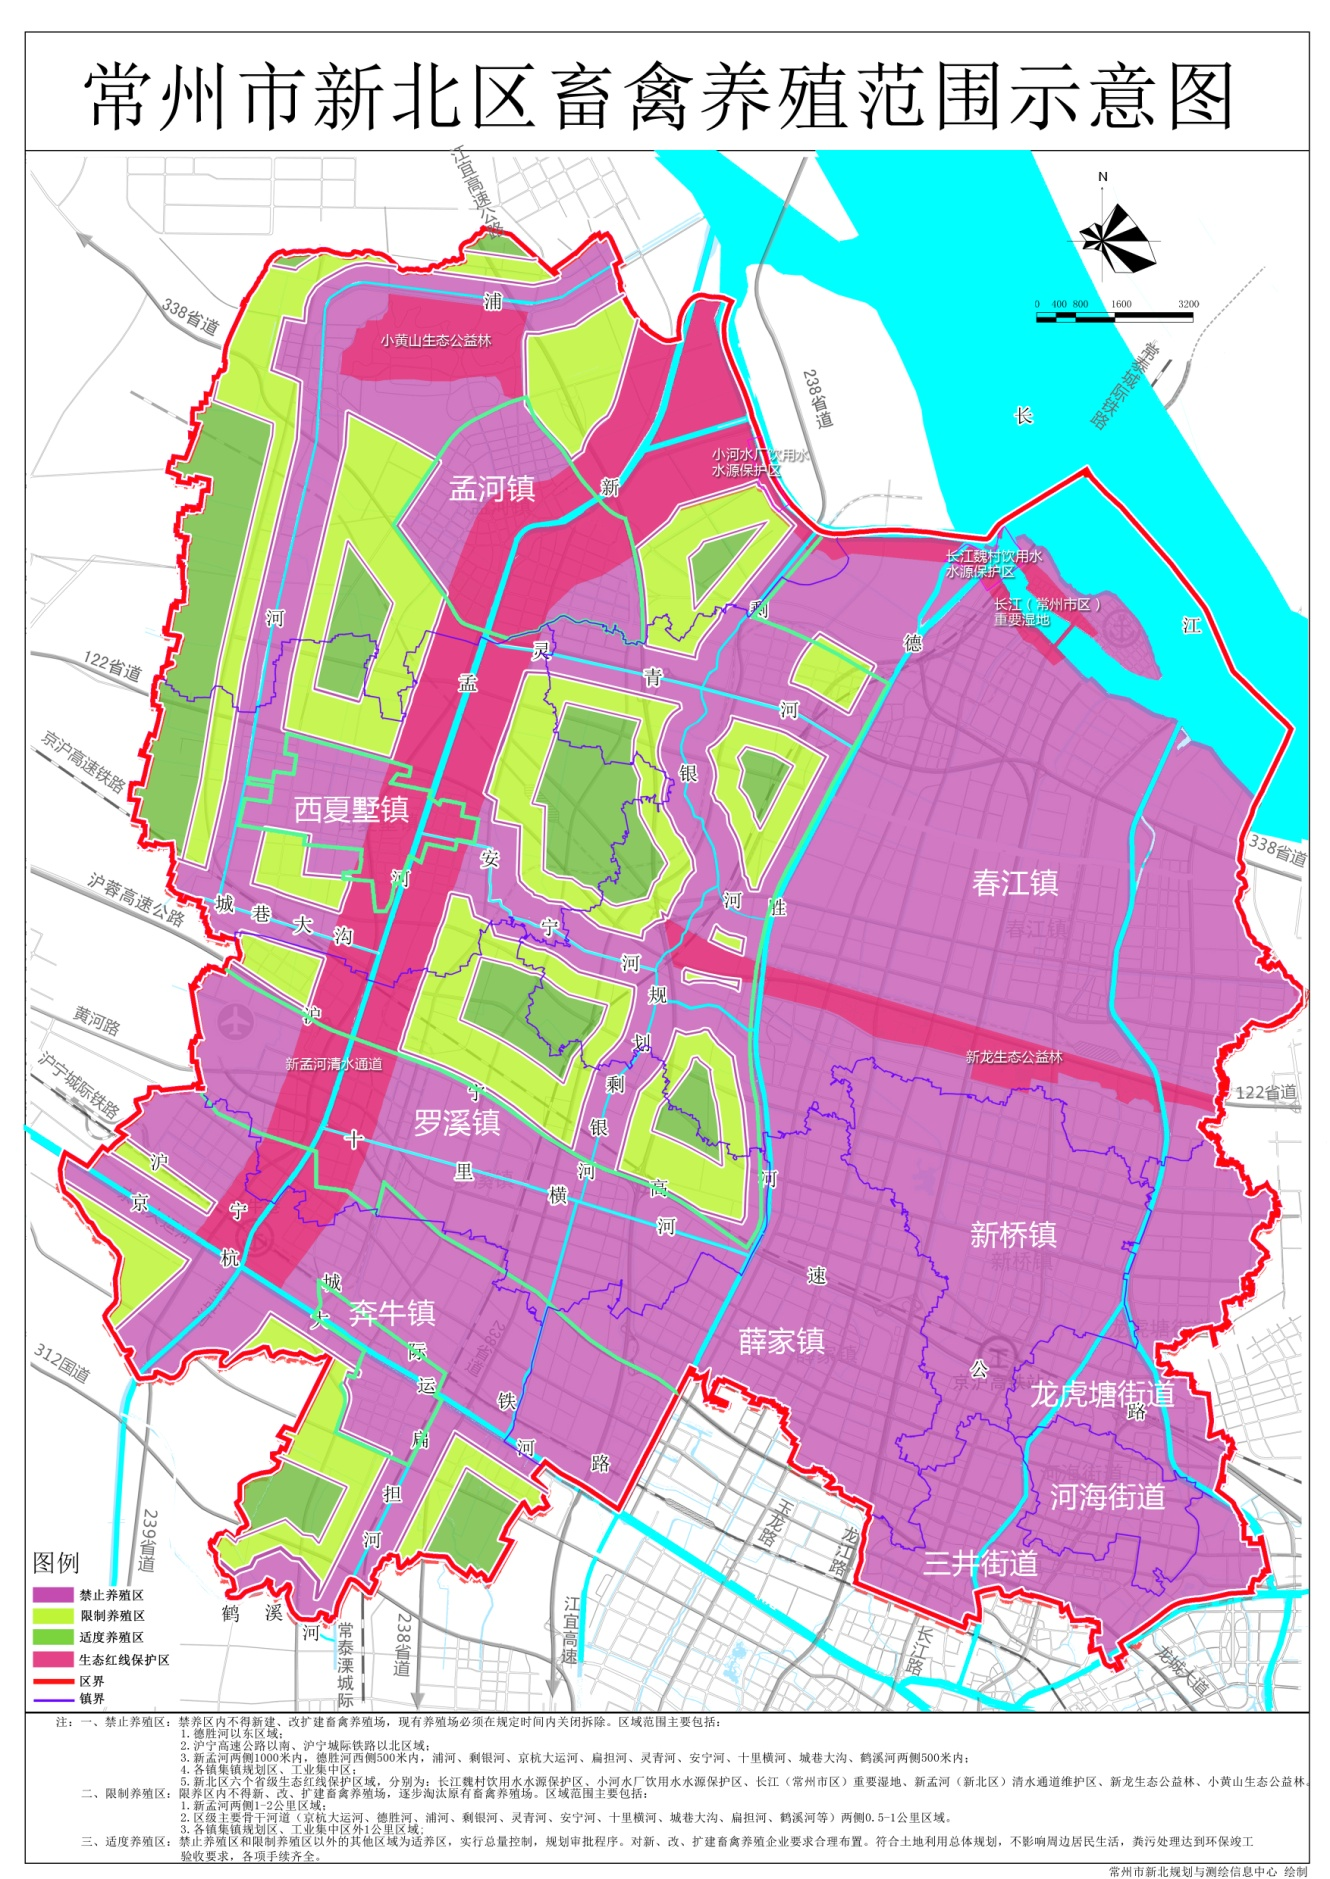 常州市新北区畜禽养殖范围示意图
江宜高速公路
N
0 400 800 1600 3200
338省道
浦
小黄山生态公益林
238省道
常泰城际铁路
长
小河水厂饮用水
水源保护区
孟河镇
新
长江魏村饮用水
水源保护区
长江（常州市区）
重要湿地
江
河
剩
德
灵
青
孟
河
122省道
京沪高速铁路
银
西夏墅镇
安
河
春江镇
春江镇
338省道
沪蓉高速公路
城
巷
大
沟
宁
河
胜
河
规
黄河路
沪
划
新孟河清水通道
新龙生态公益林
沪宁城际铁路
宁
剩
122省道
罗溪镇
银
十
里
河
沪
京
横
高
河
河
宁
新桥镇
新桥镇
杭
速
城
奔牛镇
大
薛家镇
238省道
际
312国道
公
京沪高铁站
运
龙虎塘街道
铁
路
扁
河
路
河海街道
担
239省道
河
玉龙路
龙江路
三井街道
图例
禁止养殖区
限制养殖区
适度养殖区
生态红线保护区
区界
镇界
鹤
溪
河
常泰溧城际
238省道
江宜高速
长江路
龙城大道
注：一、禁止养殖区：禁养区内不得新建、改扩建畜禽养殖场，现有养殖场必须在规定时间内关闭拆除。区域范围主要包括：
1.德胜河以东区域；
2.沪宁高速公路以南、沪宁城际铁路以北区域；
3.新孟河两侧1000米内，德胜河西侧500米内，浦河、剩银河、京杭大运河、扁担河、灵青河、安宁河、十里横河、城巷大沟、鹤溪河两侧500米内；
4.各镇集镇规划区、工业集中区；
5.新北区六个省级生态红线保护区域，分别为：长江魏村饮用水水源保护区、小河水厂饮用水水源保护区、长江（常州市区）重要湿地、新孟河（新北区）清水通道维护区、新龙生态公益林、小黄山生态公益林。
二、限制养殖区：限养区内不得新、改、扩建畜禽养殖场，逐步淘汰原有畜禽养殖场。区域范围主要包括：
1.新孟河两侧1-2公里区域；
2.区级主要骨干河道（京杭大运河、德胜河、浦河、剩银河、灵青河、安宁河、十里横河、城巷大沟、扁担河、鹤溪河等）两侧0.5-1公里区域。
3.各镇集镇规划区、工业集中区外1公里区域；
三、适度养殖区：禁止养殖区和限制养殖区以外的其他区域为适养区，实行总量控制，规划审批程序。对新、改、扩建畜禽养殖企业要求合理布置。符合土地利用总体规划，不影响周边居民生活，粪污处理达到环保竣工
验收要求，各项手续齐全。
常州市新北规划与测绘信息中心 绘制